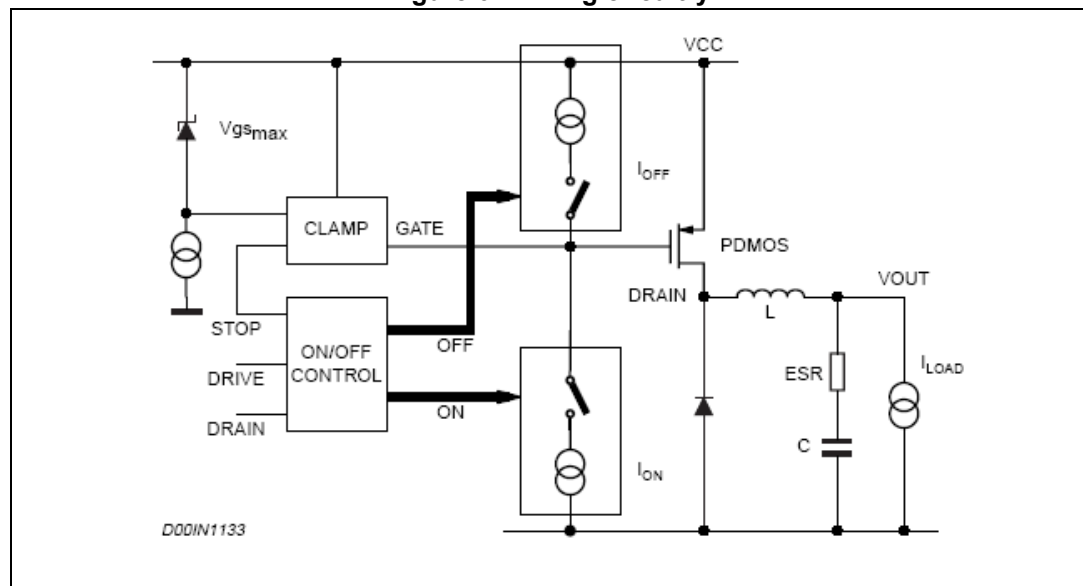 VCC
Vgsmax
IOFF
CLAMP
GATE
PDMOS
DRAIN
VOUT
L
STOP
ON/OFF
CONTROL
OFF
DRIVE
ON
DRAIN
ESR
ILOAD
C
ION
D00IN1133